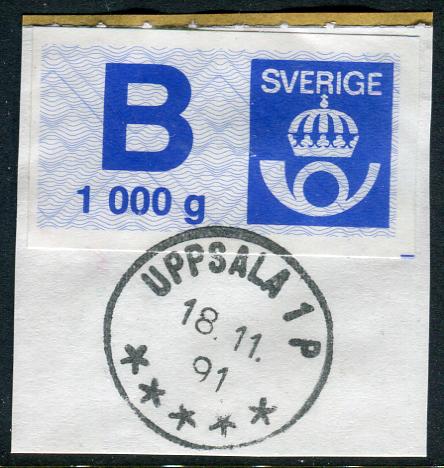 B
1 000 g
SVERIGE
UPPSALA 1 P
18.11.
91